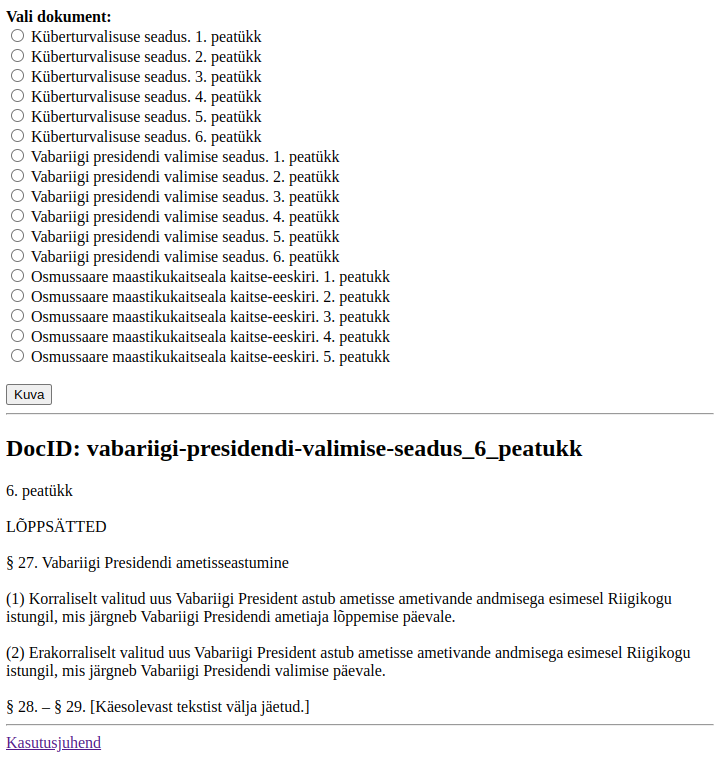 Vali dokument:
Küberturvalisuse seadus. 1. peatükk
Küberturvalisuse seadus. 2. peatükk
Küberturvalisuse seadus. 3. peatükk
Küberturvalisuse seadus. 4. peatükk
Küberturvalisuse seadus. 5. peatükk
Küberturvalisuse seadus. 6. peatükk
Vabariigi presidendi valimise seadus. 1. peatükk
Vabariigi presidendi valimise seadus. 2. peatükk
Vabariigi presidendi valimise seadus. 3. peatükk
Vabariigi presidendi valimise seadus. 4. peatükk
Vabariigi presidendi valimise seadus. 5. peatükk
Vabariigi presidendi valimise seadus. 6. peatükk
Osmussaare maastikukaitseala kaitse-eeskiri. 1. peatukk
Osmussaare maastikukaitseala kaitse-eeskiri. 2. peatukk
Osmussaare maastikukaitseala kaitse-eeskiri. 3. peatukk
Osmussaare maastikukaitseala kaitse-eeskiri. 4. peatukk
Osmussaare maastikukaitseala kaitse-eeskiri. 5. peatukk
Kuva
DocID: vabariigi-presidendi-valimise-seadus_6_peatukk
6. peatükk
LÕPPSÄTTED
§ 27. Vabariigi Presidendi ametisseastumine
(1) Korraliselt valitud uus Vabariigi President astub ametisse ametivande andmisega esimesel Riigikogu
istungil, mis järgneb Vabariigi Presidendi ametiaja lõppemise päevale.
(2) Erakorraliselt valitud uus Vabariigi President astub ametisse ametivande andmisega esimesel Riigikogu
istungil, mis järgneb Vabariigi Presidendi valimise päevale.
§ 28. – § 29. [Käesolevast tekstist välja jäetud.]
Kasutusjuhend